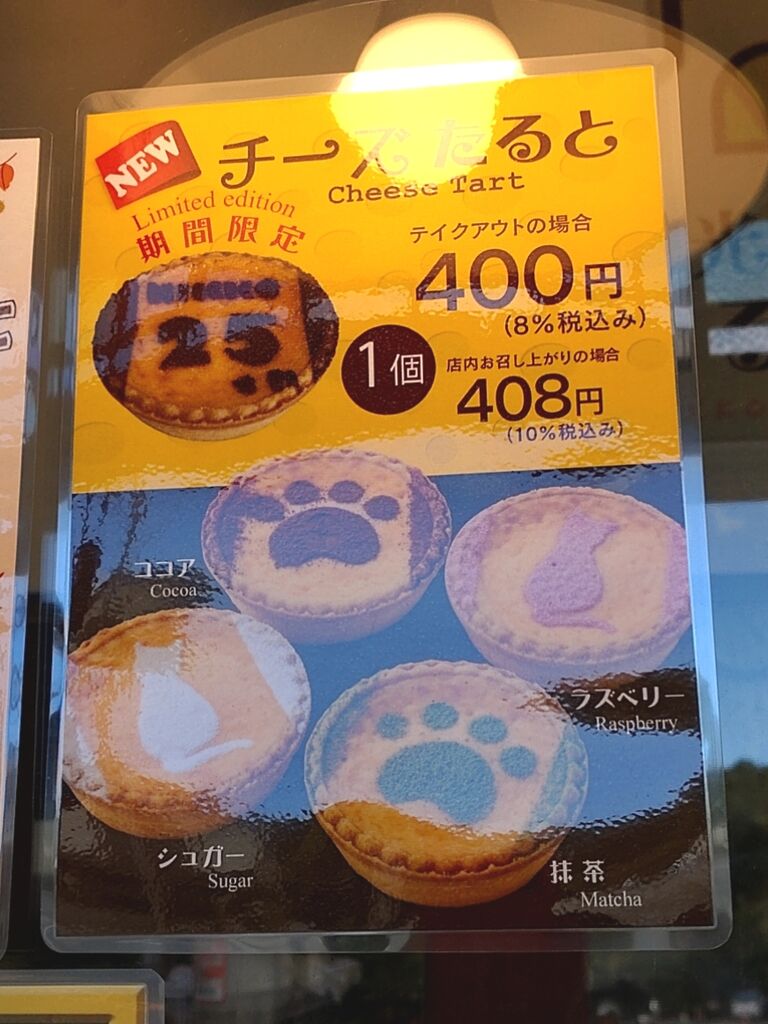 NEW
チーズたると
Cheese Tart
Limited edition
期間限定
テイクアウトの場合
400円
(8%税込み)
25
1個
店内お召し上がりの場合
408円
(10%税込み)
ココア
Cocoa
ラズベリー
Raspberry
シュガー
Sugar
抹茶
Matcha